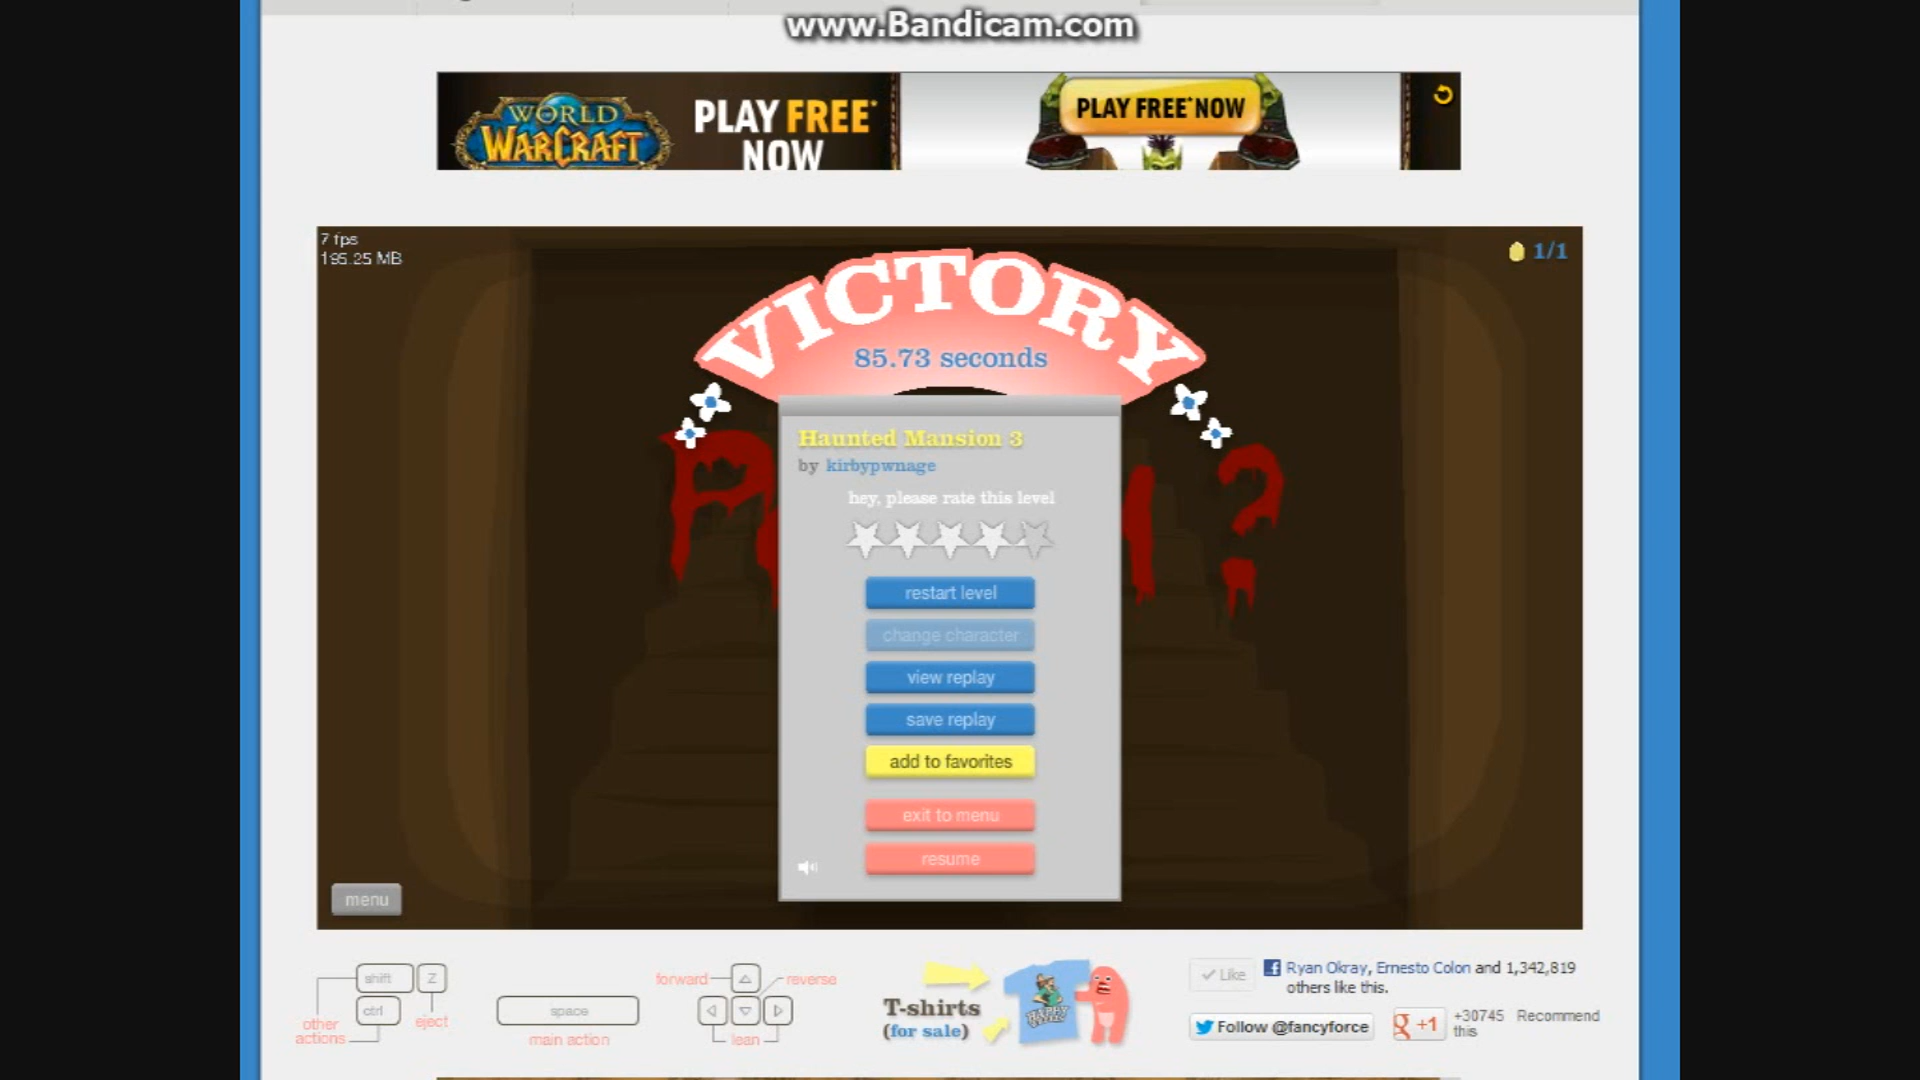 www.Bandicam.com
WORLD
WARCRAFT
PLAY FREE*
NOW
PLAY FREE*NOW
7 fps
195.25 MB
1/1
VICTORY
85.73 seconds
Haunted Mansion 3
by kirbypwnage
hey, please rate this level
restart level
change character
view replay
save replay
add to favorites
exit to menu
resume
?
menu
shift
Z
ctrl
other
actions
eject
space
main action
forward
reverse
lean
T-shirts
(for sale)
HAPPY
Like
Ryan Okray, Ernesto Colon and 1,342,819
others like this.
Follow @fancyforce
g +1
+30745 Recommend
this